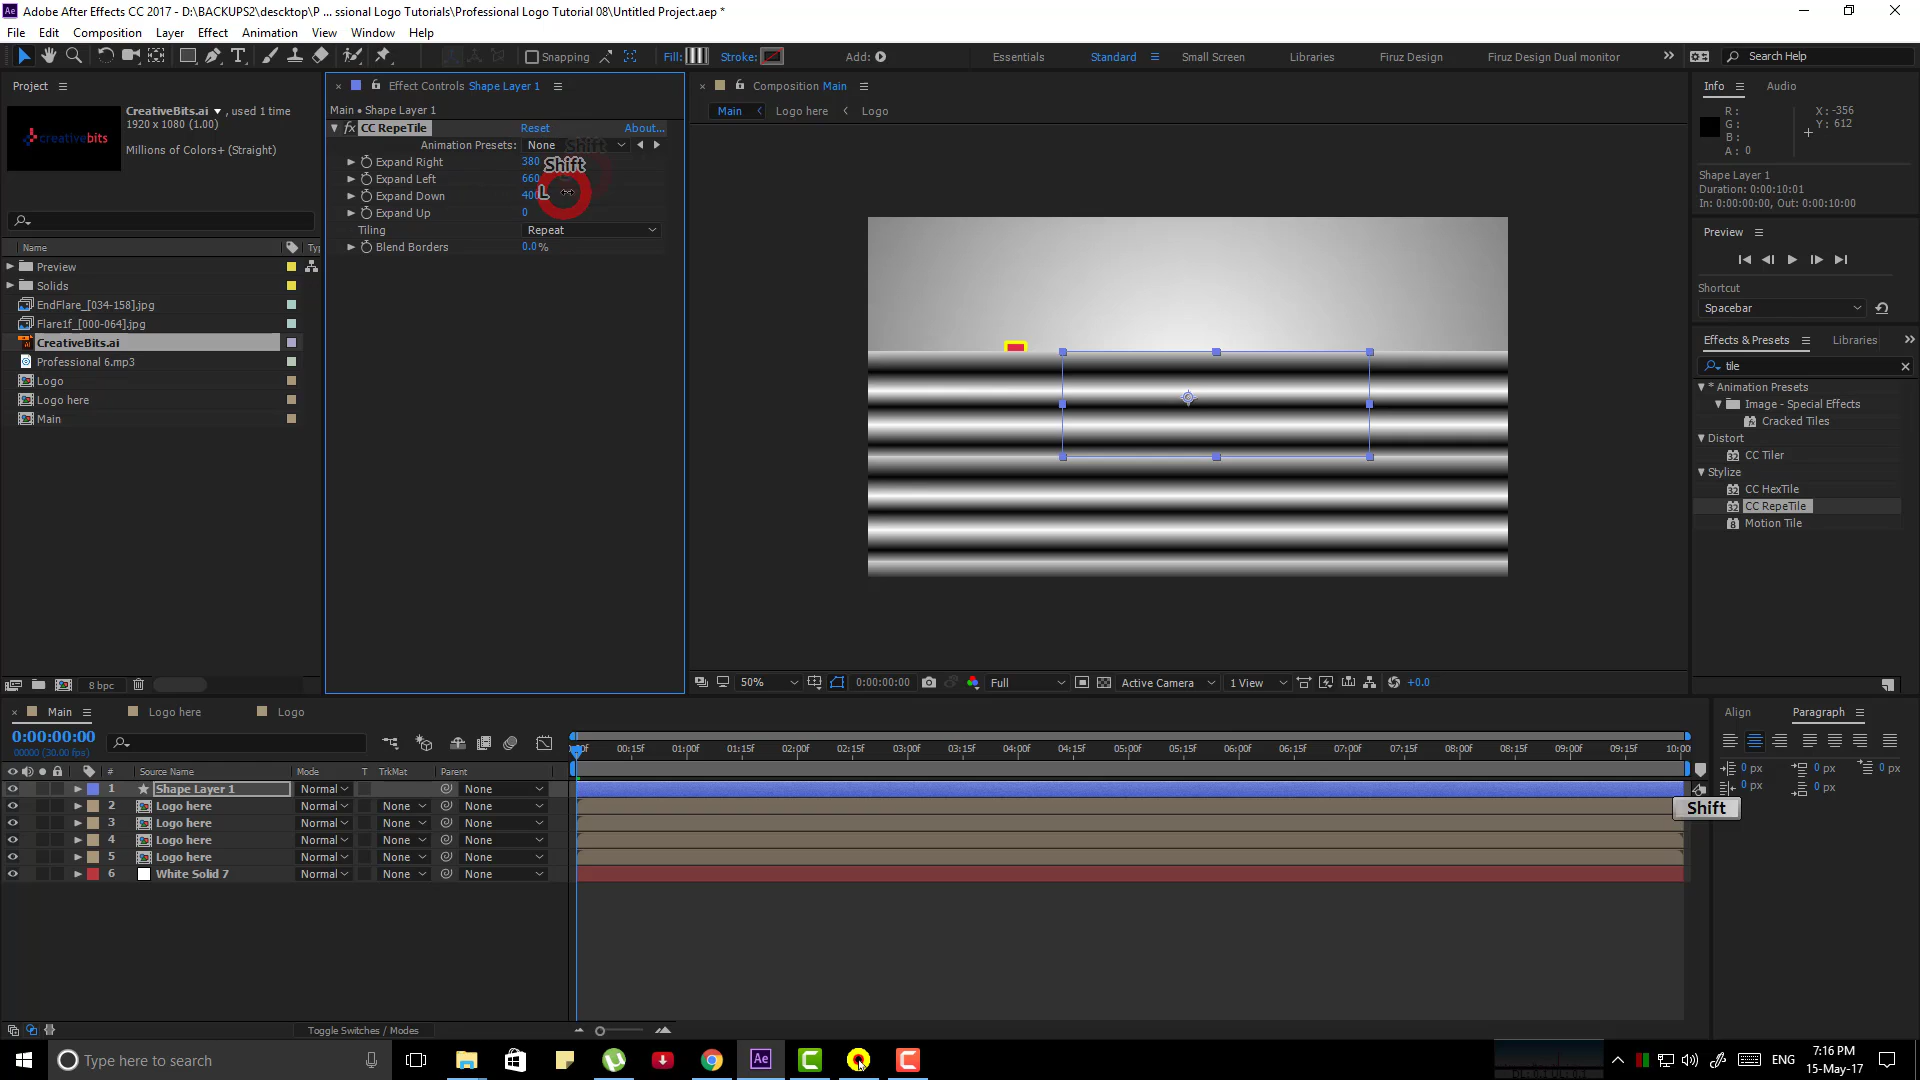 Adobe After Effects CC 2017 - D:\BACKUPS2\descktop\P ... ssional Logo Tutorials\Professional Logo Tutorial 08\Untitled Project.aep *
File Edit Composition Layer Effect Animation View Window Help
Snapping Fill: Stroke: Add: Essentials Standard Small Screen Libraries Firuz Design Firuz Design Dual monitor Search Help
Project
CreativeBits.ai , used 1 time
1920 x 1080 (1.00)
Millions of Colors+ (Straight)
creativebits
Name Typ
Preview
Solids
EndFlare_[034-158].jpg
Flare1f_[000-064].jpg
CreativeBits.ai
Professional 6.mp3
Logo
Logo here
Main
8 bpc
Effect Controls Shape Layer 1
Main • Shape Layer 1
fx CC RepeTile Reset About...
Animation Presets: None Shift
Expand Right 380 Shift
Expand Left 660
Expand Down 400 L
Expand Up 0
Tiling Repeat
Blend Borders 0.0%
Composition Main
Main Logo here Logo
50% 0:00:00:00 Full Active Camera 1 View +0.0
Info Audio
R: X: -356
G: Y: 612
B:
A: 0
Shape Layer 1
Duration: 0:00:10:01
In: 0:00:00:00, Out: 0:00:10:00
Preview
Shortcut
Spacebar
Effects & Presets Libraries
tile
* Animation Presets
Image - Special Effects
Cracked Tiles
Distort
CC Tiler
Stylize
CC HexTile
CC RepeTile
Motion Tile
Main Logo here Logo
0:00:00:00
00000 (30.00 fps)
:00f 00:15f 01:00f 01:15f 02:00f 02:15f 03:00f 03:15f 04:00f 04:15f 05:00f 05:15f 06:00f 06:15f 07:00f 07:15f 08:00f 08:15f 09:00f 09:15f 10:00
# Source Name Mode T TrkMat Parent
1 Shape Layer 1 Normal None
2 Logo here Normal None None
3 Logo here Normal None None
4 Logo here Normal None None
5 Logo here Normal None None
6 White Solid 7 Normal None None
Toggle Switches / Modes
Align Paragraph
0 px 0 px 0 px
0 px 0 px
Shift
Type here to search
Ae
ENG
7:16 PM
15-May-17